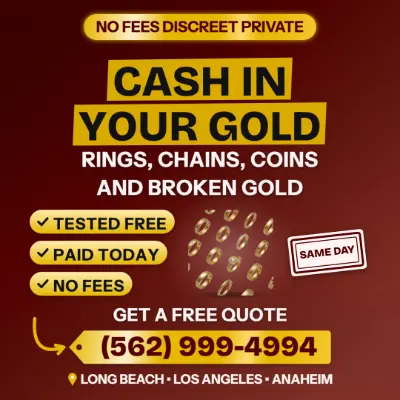 NO FEES DISCREET PRIVATE
CASH IN
YOUR GOLD
RINGS, CHAINS, COINS
AND BROKEN GOLD
✓ TESTED FREE
✓ PAID TODAY
✓ NO FEES
SAME DAY
GET A FREE QUOTE
(562) 999-4994
LONG BEACH • LOS ANGELES • ANAHEIM